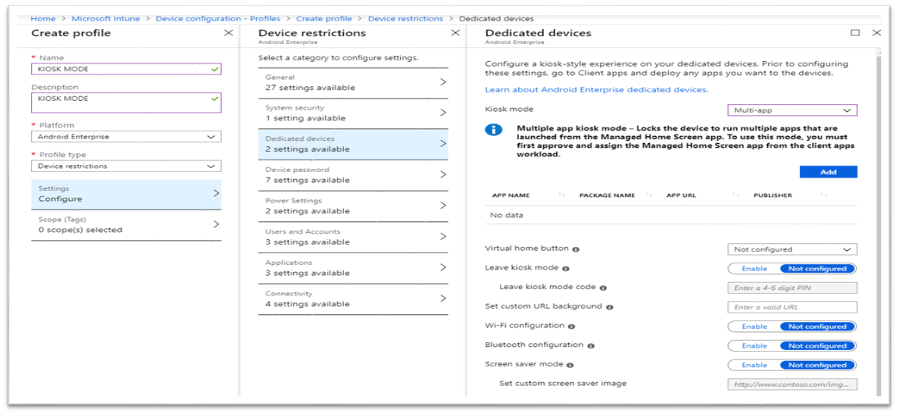 Home > Microsoft Intune > Device configuration - Profiles > Create profile > Device restrictions > Dedicated devices
Create profile
* Name
KIOSK MODE
Description
KIOSK MODE
* Platform
Android Enterprise
* Profile type
Device restrictions
Settings
Configure
Scope (Tags)
0 scope(s) selected
Device restrictions
Android Enterprise
Select a category to configure settings.
General
27 settings available
System security
1 setting available
Dedicated devices
2 settings available
Device password
7 settings available
Power Settings
2 settings available
Users and Accounts
3 settings available
Applications
3 settings available
Connectivity
4 settings available
Dedicated devices
Android Enterprise
Configure a kiosk-style experience on your dedicated devices. Prior to configuring
these settings, go to Client apps and deploy any apps you want to the devices.
Learn about Android Enterprise dedicated devices.
Kiosk mode
Multi-app
Multiple app kiosk mode – Locks the device to run multiple apps that are
launched from the Managed Home Screen app. To use this mode, you must
first approve and assign the Managed Home Screen app from the client apps
workload.
Add
APP NAME PACKAGE NAME APP URL PUBLISHER
No data
Virtual home button Not configured
Leave kiosk mode Enable Not configured
Leave kiosk mode code Enter a 4-6 digit PIN
Set custom URL background Enter a valid URL
Wi-Fi configuration Enable Not configured
Bluetooth configuration Enable Not configured
Screen saver mode Enable Not configured
Set custom screen saver image http://www.contoso.com/img...